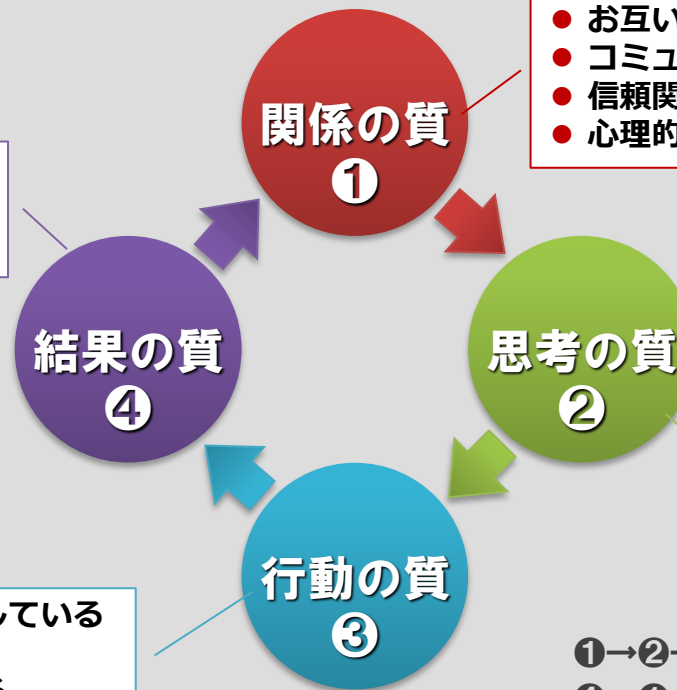 ● お互い
● コミュ
● 信頼関
● 心理的
関係の質
❶
結果の質
❹
思考の質
❷
行動の質
❸
している
❶→❷